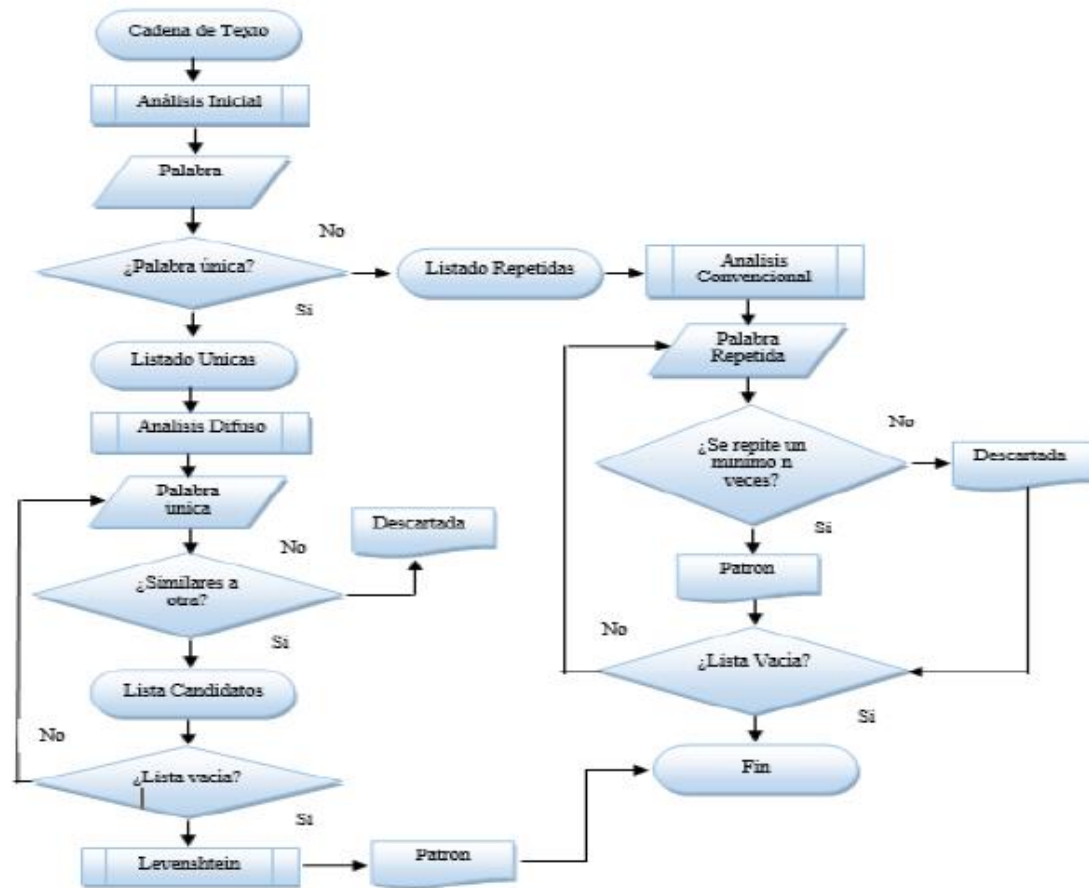 Cadena de Texto
Análisis Inicial
Palabra
¿Palabra única?
No
Si
Listado Repetidas
Analisis
Convencional
Palabra
Repetida
¿Se repite un
minimo n
veces?
No
Descartada
Si
Patron
¿Lista Vacia?
No
Si
Fin
Listado Unicas
Analisis Difuso
Palabra
unica
¿Similares a
otra?
No
Descartada
Si
Lista Candidatos
¿Lista vacia?
No
Si
Levenshtein
Patron